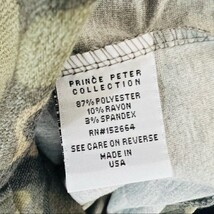 PRINCE PETER
COLLECTION
87% POLYESTER
10% RAYON
3% SPANDEX
RN#152664
SEE CARE ON REVERSE
MADE IN
USA